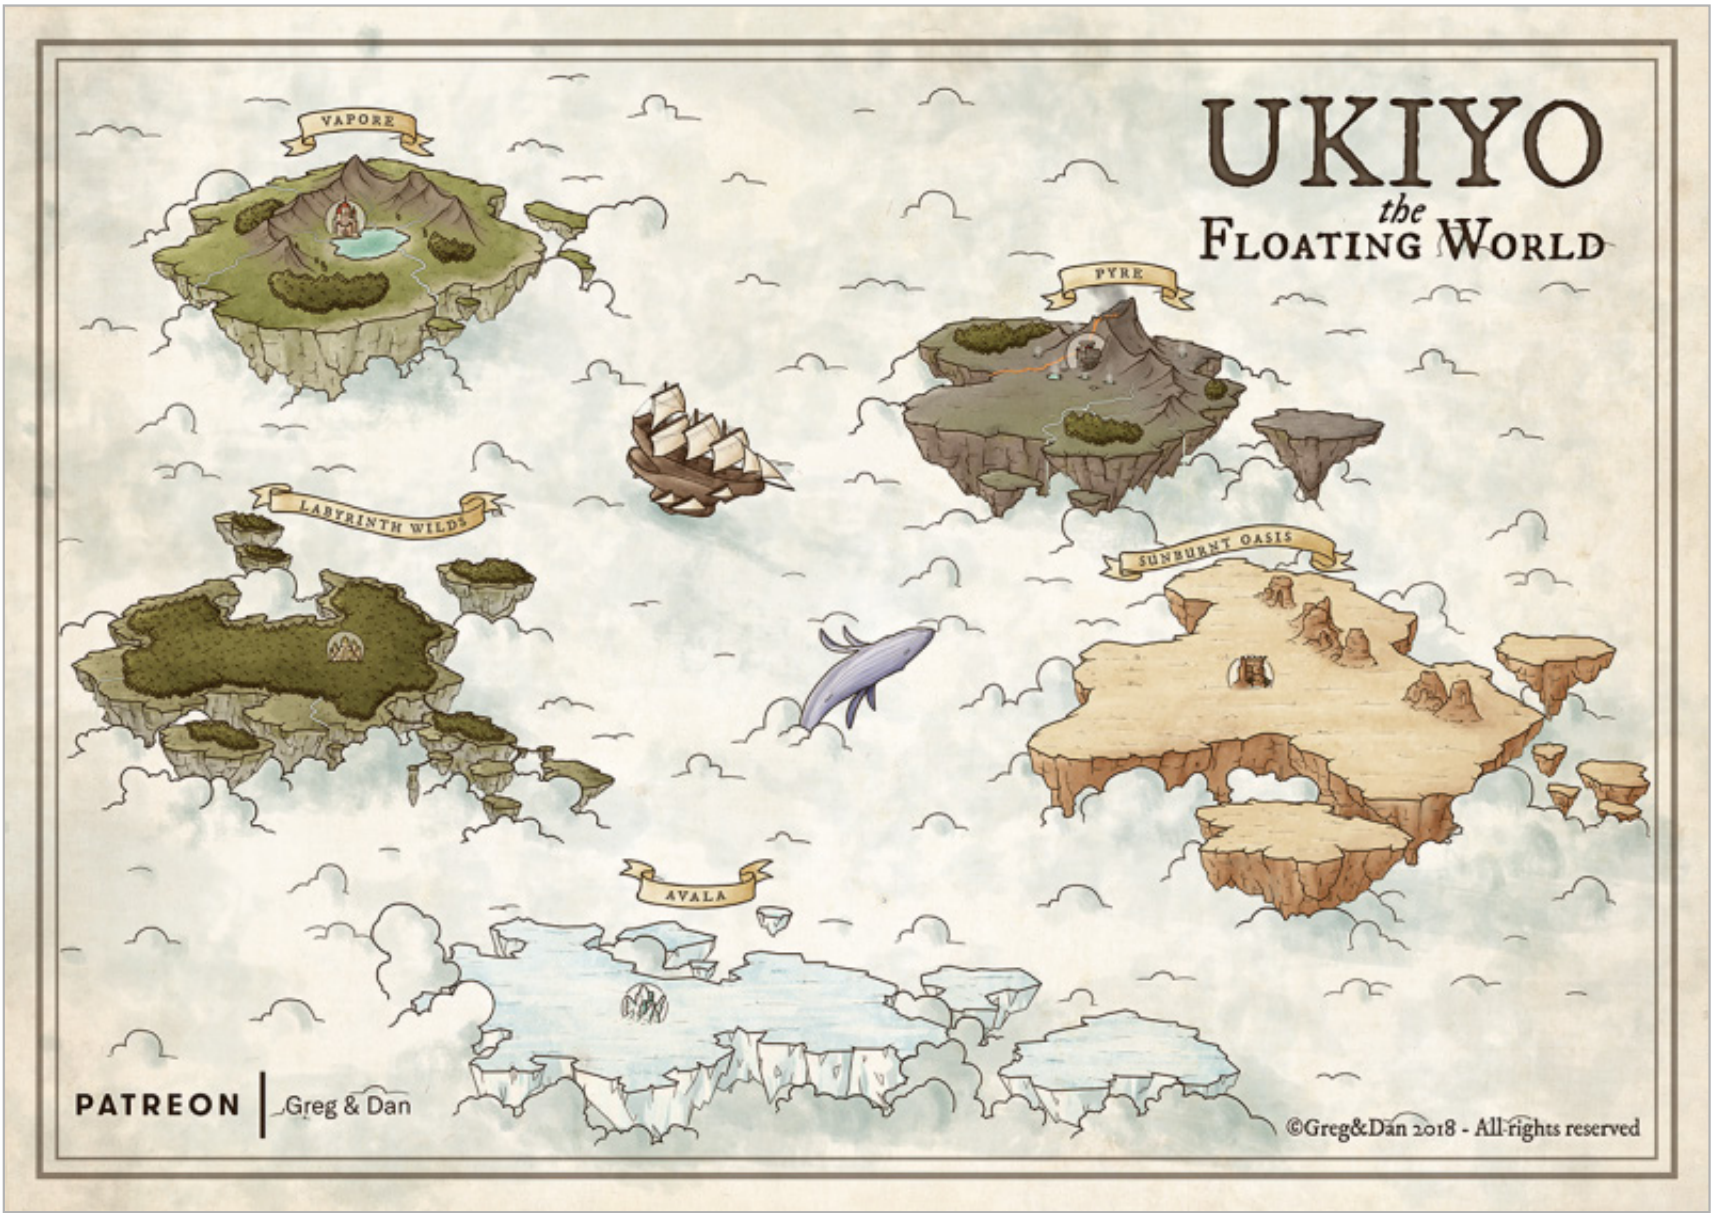 VAPORE
UKIYO
the
FLOATING WORLD
PYRE
LABYRINTH WILDS
SUNBURNT OASIS
AVALA
PATREON | Greg & Dan
©Greg&Dan 2018 - All rights reserved